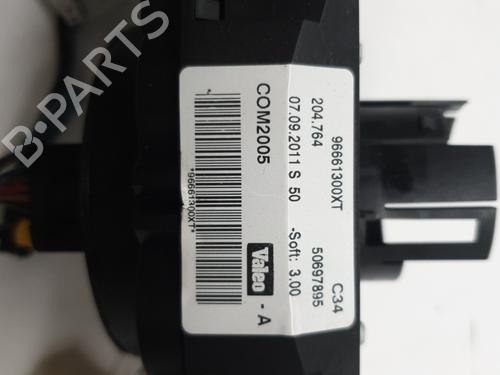 96661300XT C34
204.764 50697895
07.09.2011 S 50 -Soft: 3.00
COM2005 Valeo - A
*96661300XT*
B-PARTS